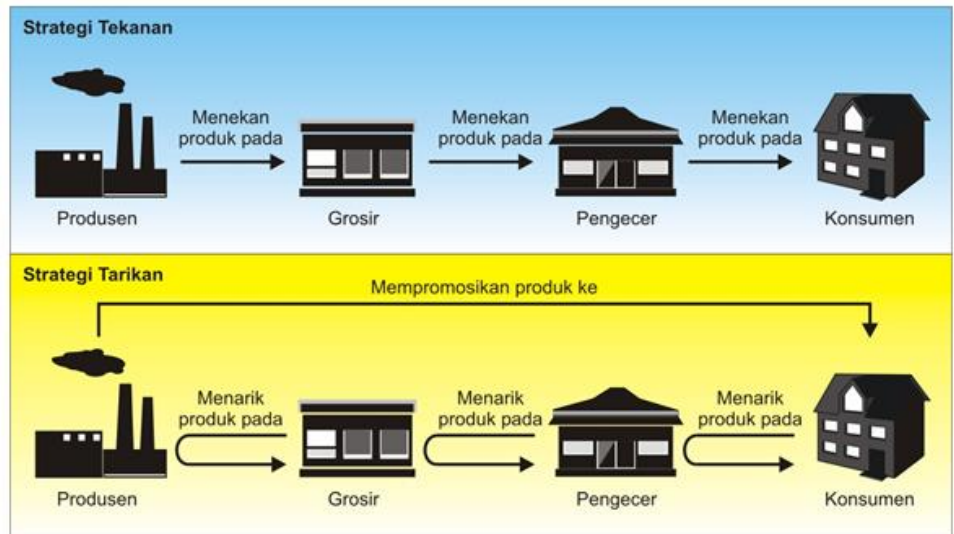 Strategi Tekanan
Menekan
produk pada
Menekan
produk pada
Menekan
produk pada
Produsen
Grosir
Pengecer
Konsumen
Strategi Tarikan
Mempromosikan produk ke
Menarik
produk pada
Menarik
produk pada
Menarik
produk pada
Produsen
Grosir
Pengecer
Konsumen